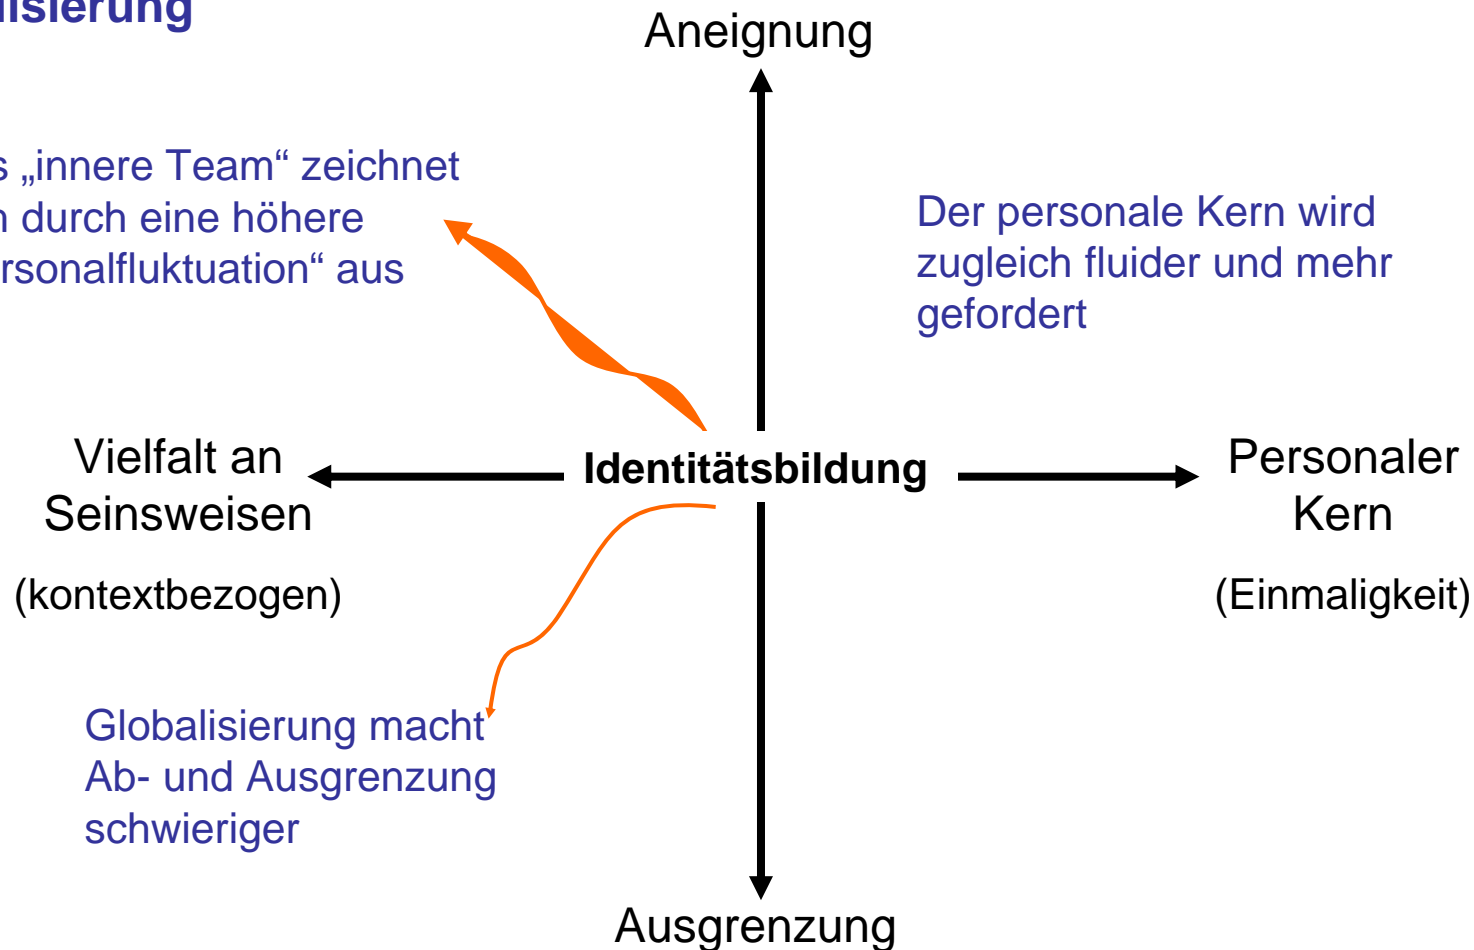 lisierung
Aneignung
s „innere Team“ zeichnet
n durch eine höhere
rsonalfluktuation“ aus
Der personale Kern wird
zugleich fluider und mehr
gefordert
Vielfalt an
Seinsweisen
(kontextbezogen)
Identitätsbildung
Personaler
Kern
(Einmaligkeit)
Globalisierung macht
Ab- und Ausgrenzung
schwieriger
Ausgrenzung